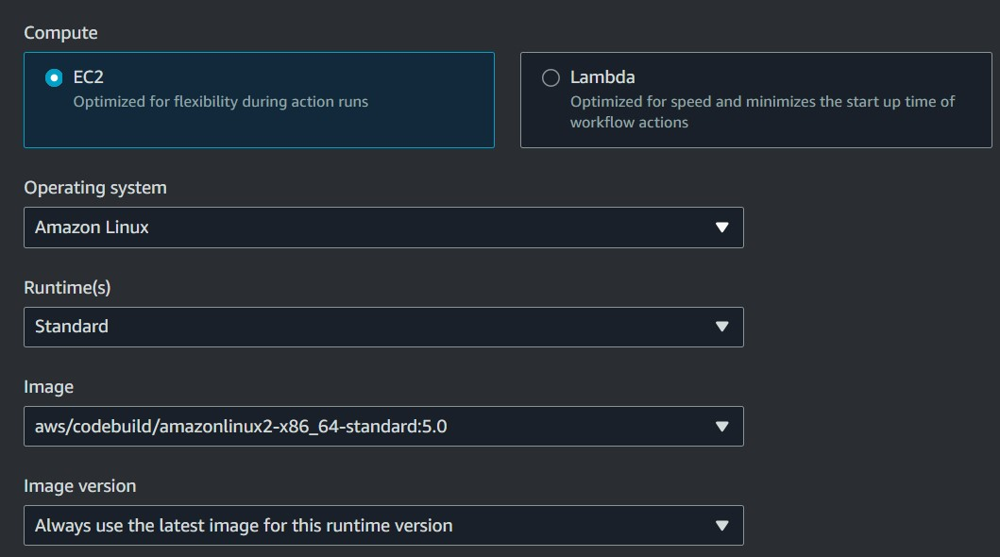 Compute
EC2
Optimized for flexibility during action runs
Lambda
Optimized for speed and minimizes the start up time of
workflow actions
Operating system
Amazon Linux
Runtime(s)
Standard
Image
aws/codebuild/amazonlinux2-x86_64-standard:5.0
Image version
Always use the latest image for this runtime version